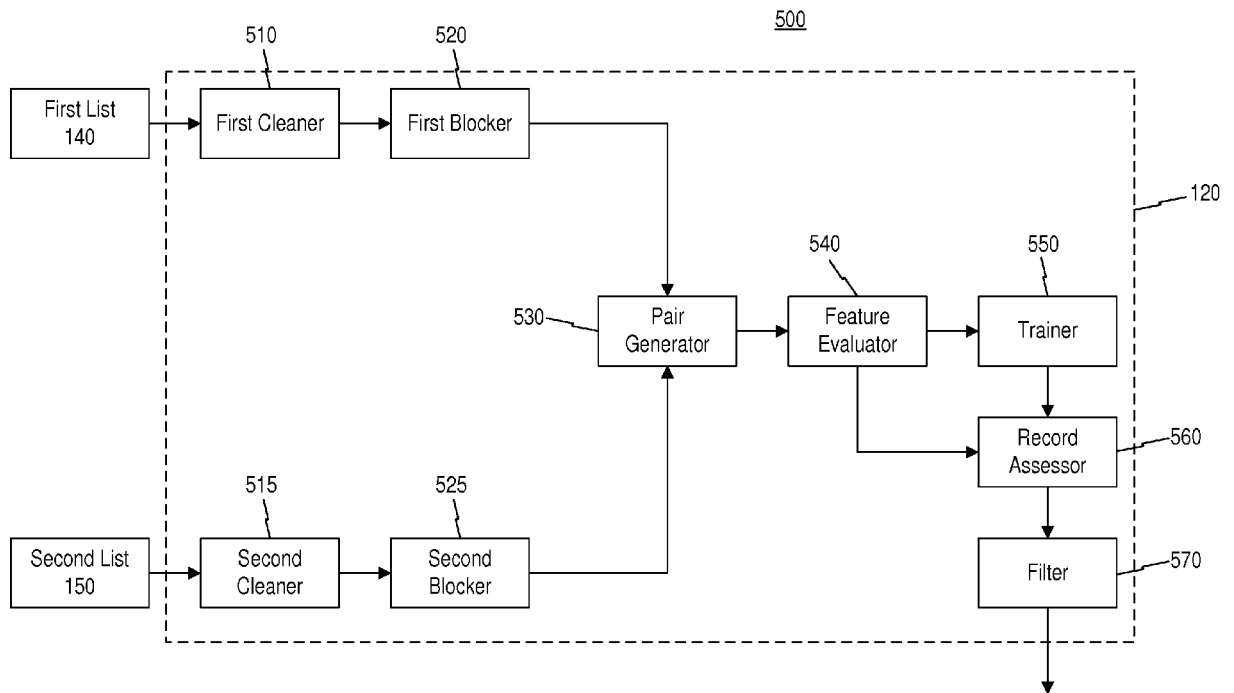 500
510
520
First List
140
First Cleaner
First Blocker
120
540
550
530
Pair
Generator
Feature
Evaluator
Trainer
Record
Assessor
560
515
525
Second List
150
Second
Cleaner
Second
Blocker
Filter
570